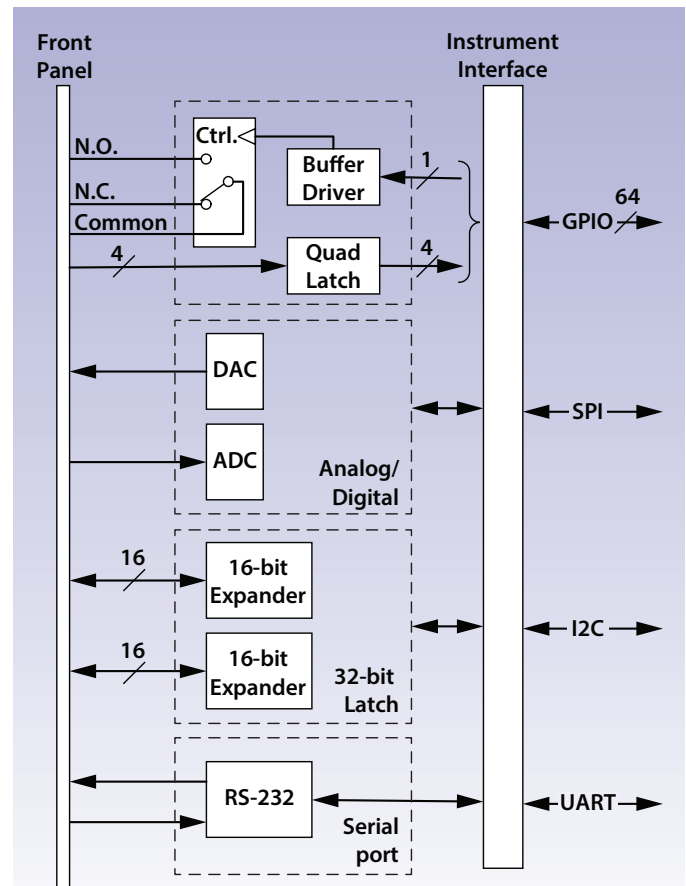 Front
Panel
Instrument
Interface
Ctrl.
N.O.
N.C.
Common
Buffer
Driver
1
4
Quad
Latch
4
64
GPIO
DAC
ADC
Analog/
Digital
SPI
16
16-bit
Expander
16
16-bit
Expander
32-bit
Latch
I2C
RS-232
Serial
port
UART